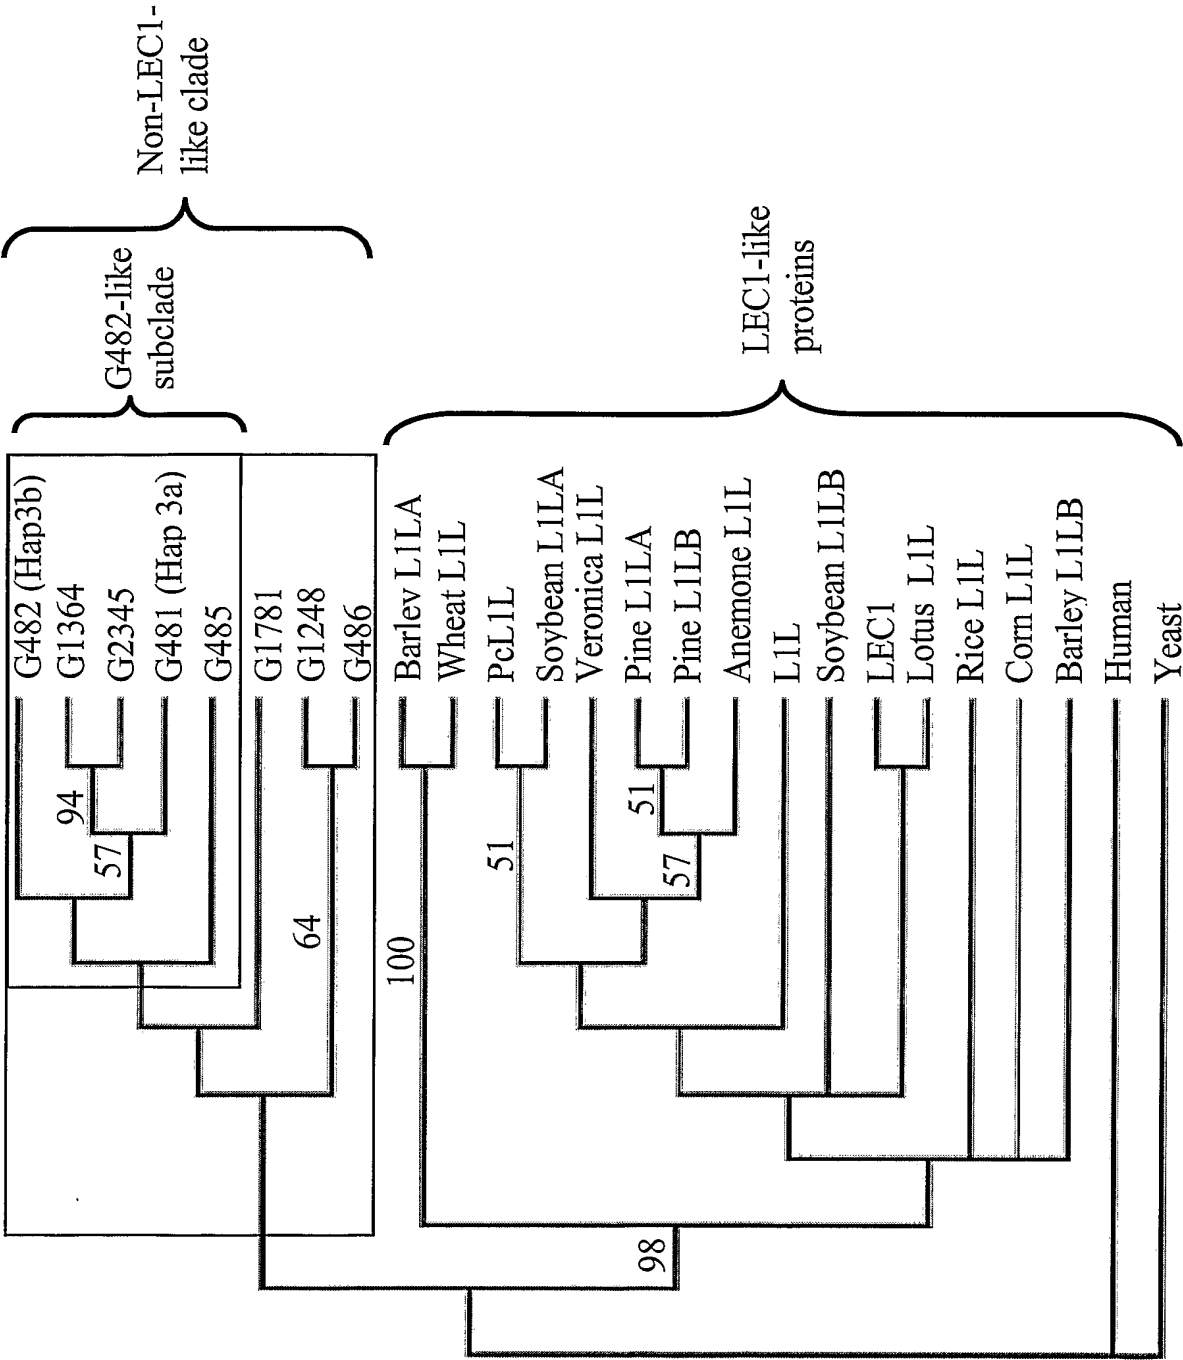 Non-LEC1-
like clade
G482-like
subclade
LEC1-like
proteins
G482 (Hap3b)
G1364
G2345
G481 (Hap 3a)
G485
G1781
G1248
G486
Barlev L1LA
Wheat L1L
PcL1L
Soybean L1LA
Veronica L1L
Pine L1LA
Pine L1LB
Anemone L1L
L1L
Soybean L1LB
LEC1
Lotus L1L
Rice L1L
Corn L1L
Barley L1LB
Human
Yeast
94
57
64
100
51
51
57
98